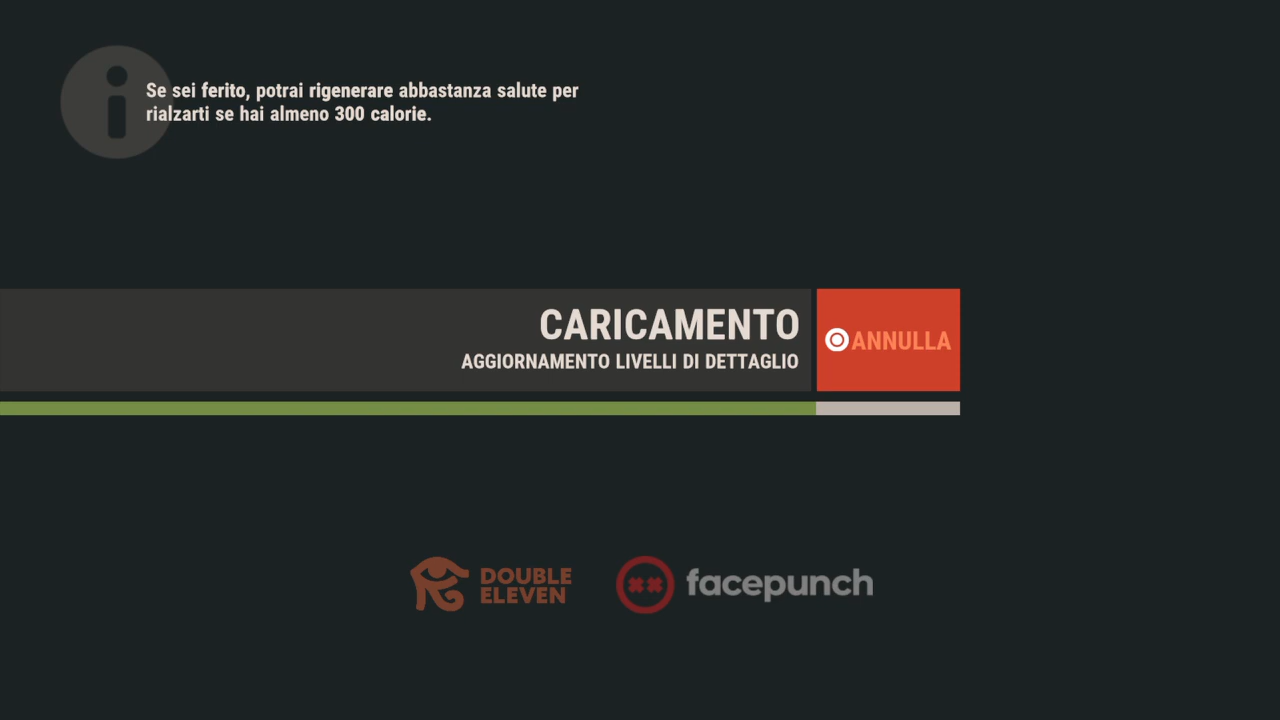 Se sei ferito, potrai rigenerare abbastanza salute per
rialzarti se hai almeno 300 calorie.
CARICAMENTO
AGGIORNAMENTO LIVELLI DI DETTAGLIO
ANNULLA
DOUBLE
ELEVEN
facepunch